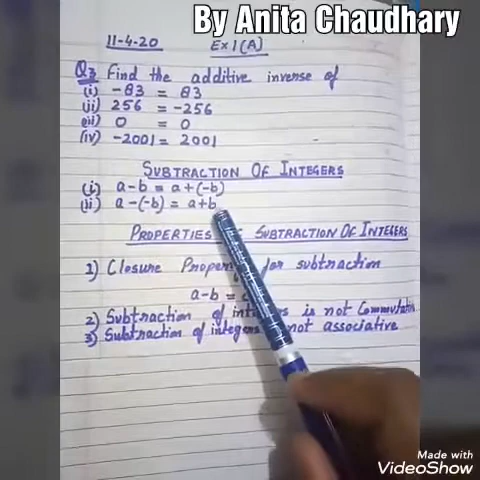 By Anita Chaudhary
11-4-20 Ex 1(A)
Q3 Find the additive inverse of
(i) -83 = 83
(ii) 256 = -256
(iii) 0 = 0
(iv) -2001 = 2001
SUBTRACTION OF INTEGERS
(i) a-b = a+(-b)
(ii) a-(-b) = a+b
PROPERTIES SUBTRACTION OF INTEGERS
1) Closure for subtraction
a-b =
2) Subtraction of is not Commutative
3) Subtraction of integers not associative
Made with
VideoShow